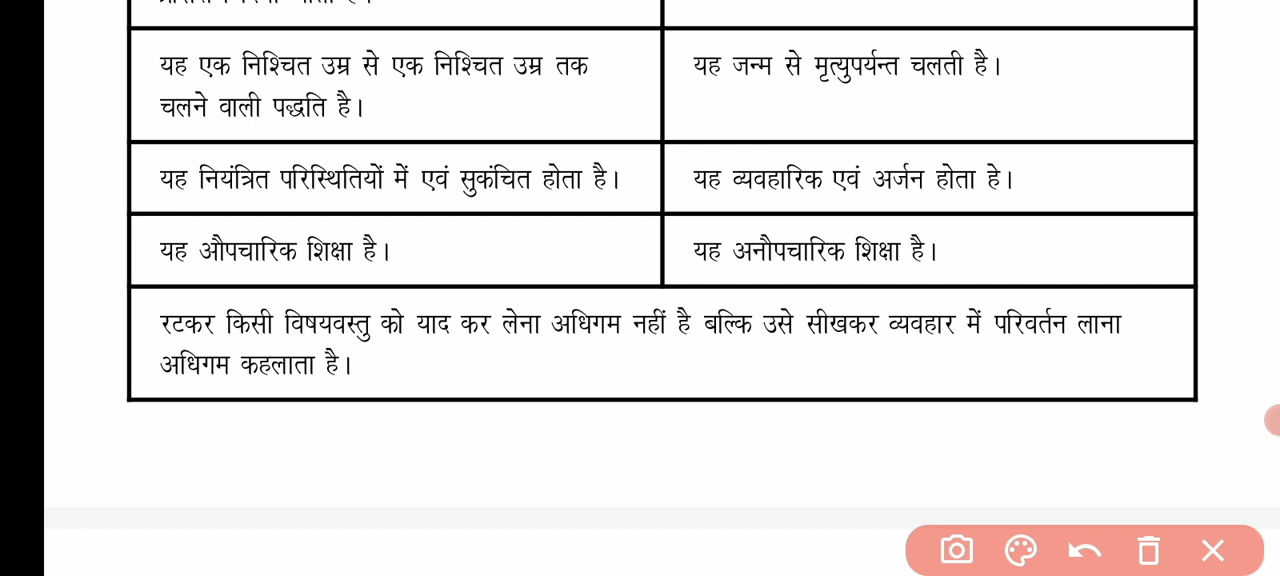 यह एक निश्चित उम्र से एक निश्चित उम्र तक
चलने वाली पद्धति है।
यह जन्म से मृत्युपर्यन्त चलती है।
यह नियंत्रित परिस्थितियों में एवं सुकंचित होता है।
यह व्यवहारिक एवं अर्जन होता हे।
यह औपचारिक शिक्षा है।
यह अनौपचारिक शिक्षा है।
रटकर किसी विषयवस्तु को याद कर लेना अधिगम नहीं है बल्कि उसे सीखकर व्यवहार में परिवर्तन लाना
अधिगम कहलाता है।